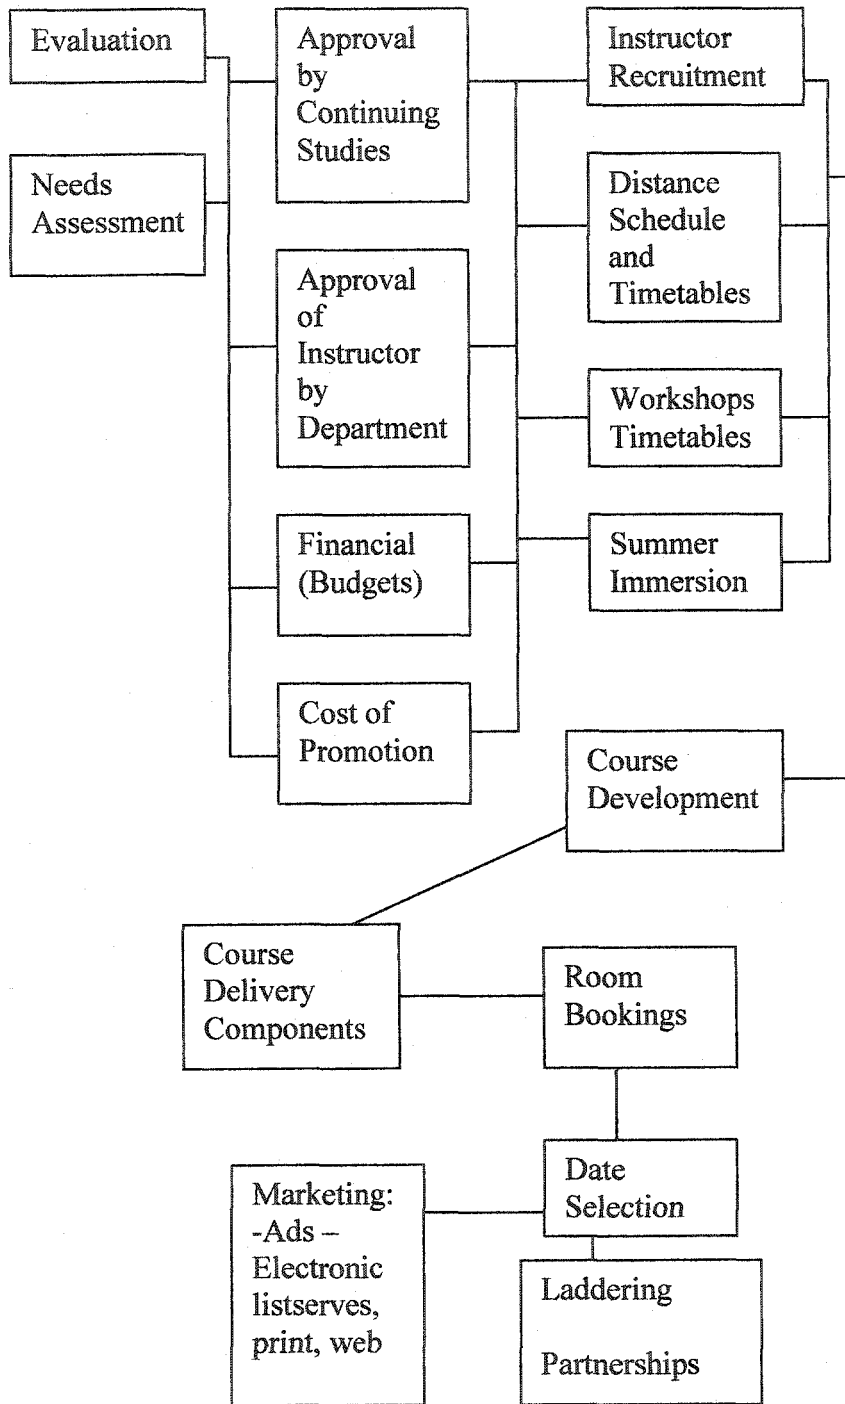 Evaluation
Needs
Assessment
Approval
by
Continuing
Studies
Approval
of
Instructor
by
Department
Financial
(Budgets)
Cost of
Promotion
Instructor
Recruitment
Distance
Schedule
and
Timetables
Workshops
Timetables
Summer
Immersion
Course
Development
Course
Delivery
Components
Room
Bookings
Date
Selection
Marketing:
-Ads –
Electronic
listserves,
print, web
Laddering
Partnerships